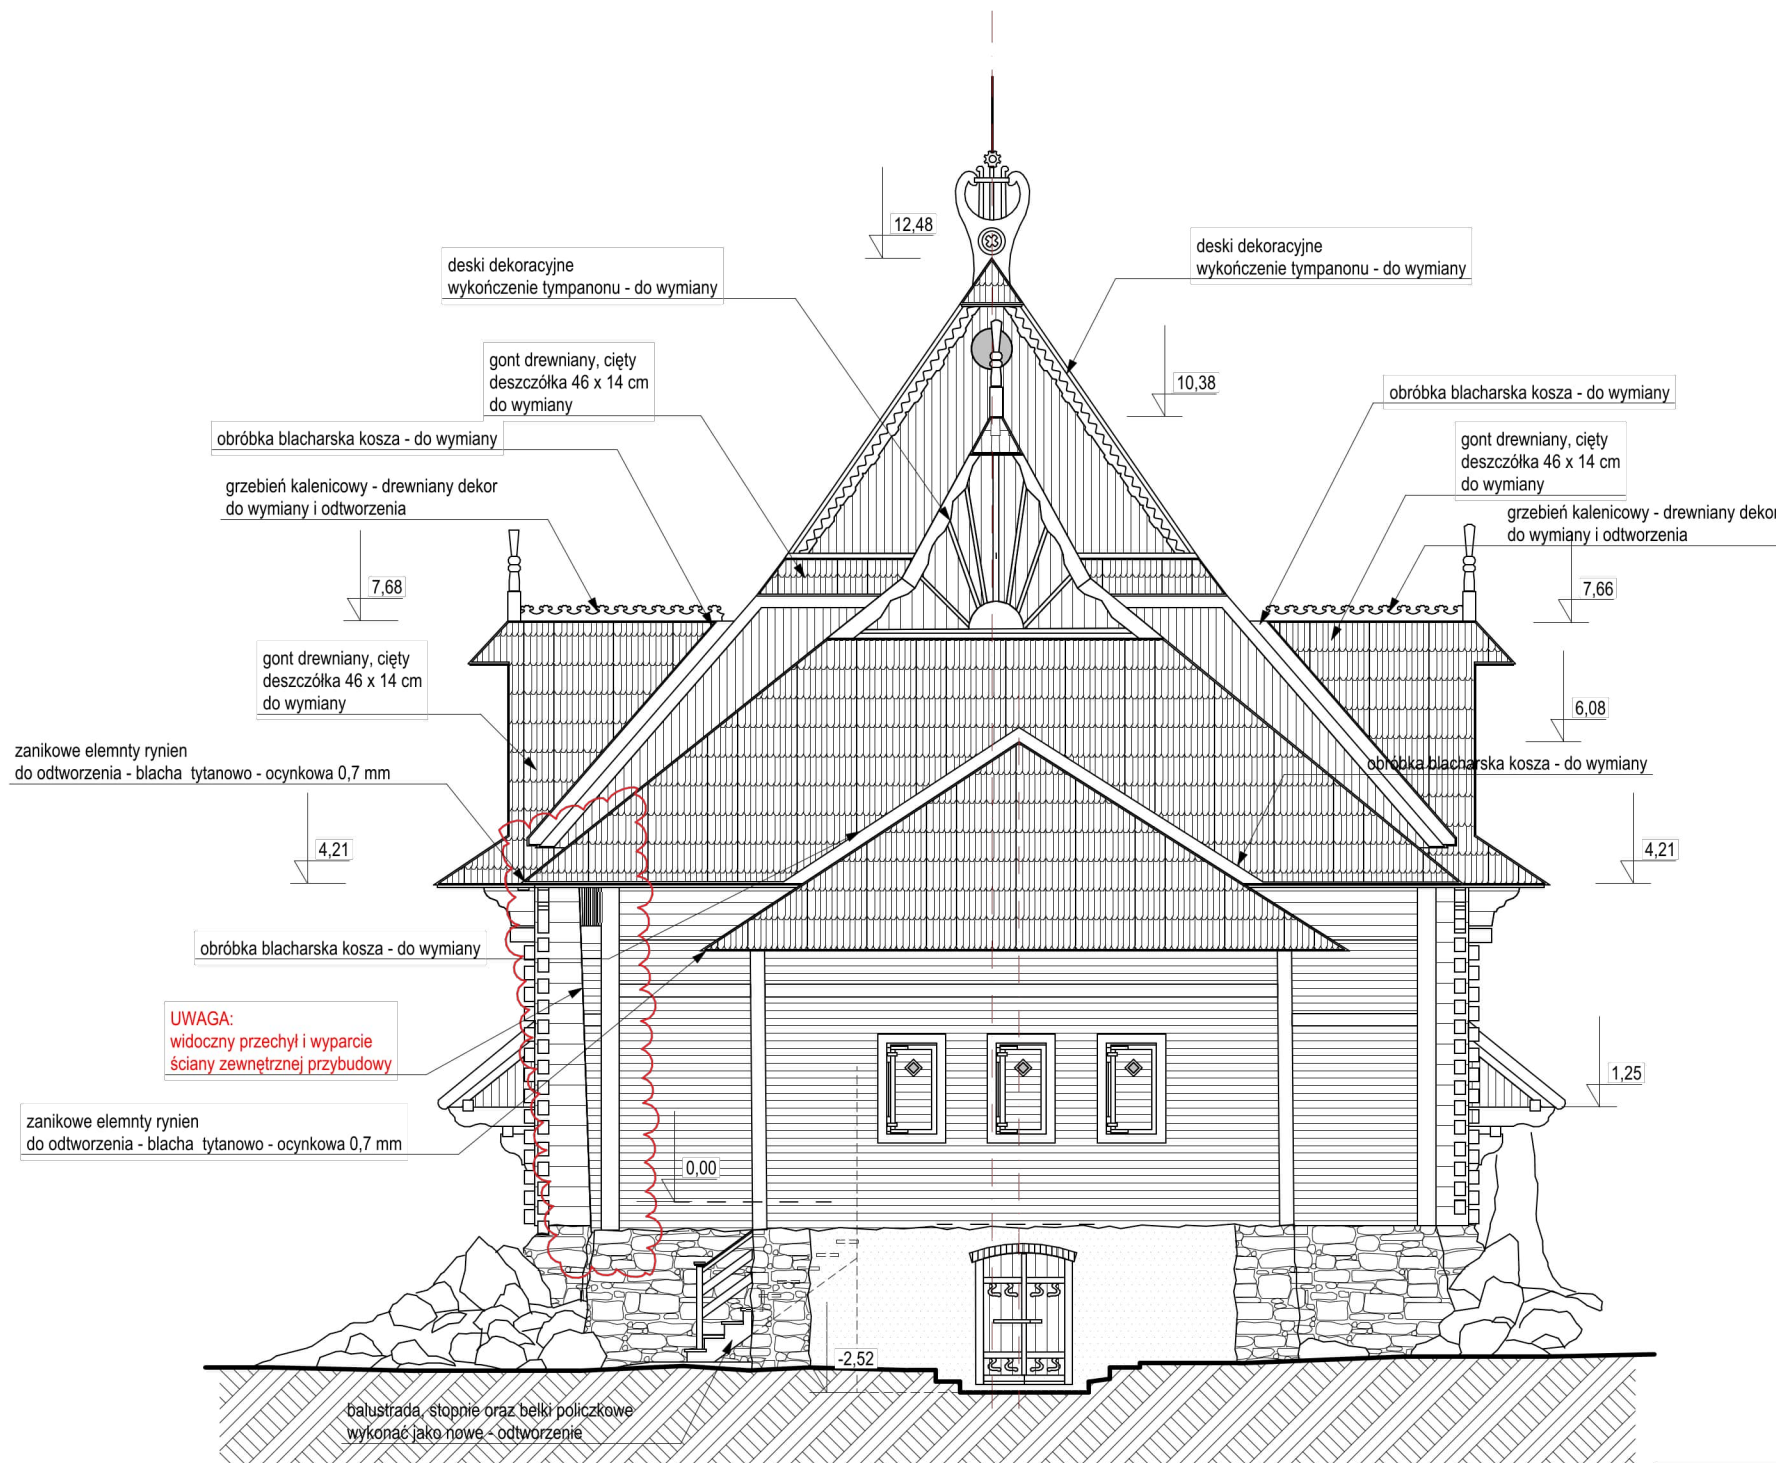 12,48
deski dekoracyjne
wykończenie tympanonu - do wymiany
deski dekoracyjne
wykończenie tympanonu - do wymiany
gont drewniany, cięty
deszczółka 46 x 14 cm
do wymiany
10,38
obróbka blacharska kosza - do wymiany
obróbka blacharska kosza - do wymiany
gont drewniany, cięty
deszczółka 46 x 14 cm
do wymiany
grzebień kalenicowy - drewniany dekor
do wymiany i odtworzenia
grzebień kalenicowy - drewniany dekor
do wymiany i odtworzenia
7,68
7,66
gont drewniany, cięty
deszczółka 46 x 14 cm
do wymiany
6,08
zanikowe elemnty rynien
do odtworzenia - blacha tytanowo - ocynkowa 0,7 mm
obróbka blacharska kosza - do wymiany
4,21
4,21
obróbka blacharska kosza - do wymiany
UWAGA:
widoczny przechył i wyparcie
ściany zewnętrznej przybudowy
1,25
zanikowe elemnty rynien
do odtworzenia - blacha tytanowo - ocynkowa 0,7 mm
0,00
-2,52
balustrada, stopnie oraz belki policzkowe
wykonać jako nowe - odtworzenie